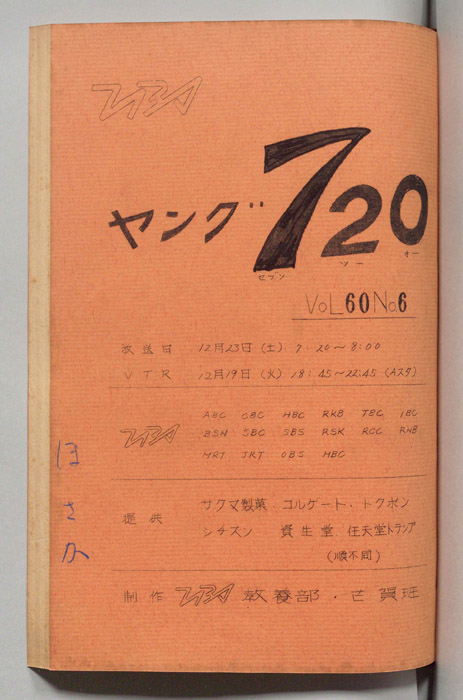 TBS
ヤング720
セブン ツー オー
VOL 60 No.6
放送日 12月23日(土) 7:20〜8:00
VTR 12月19日(火) 18:45〜22:45 (Aスタ)
ABC CBC HBC RKB TBC IBC
TBS BSN SBC SBS RSK RCC RNB
MRT JRT OBS MBC
ほさか
提供 サクマ製菓 コルゲート・トクホン
シチズン 資生堂 任天堂トランプ
(順不同)
制作 TBS 教養部・芒賀班